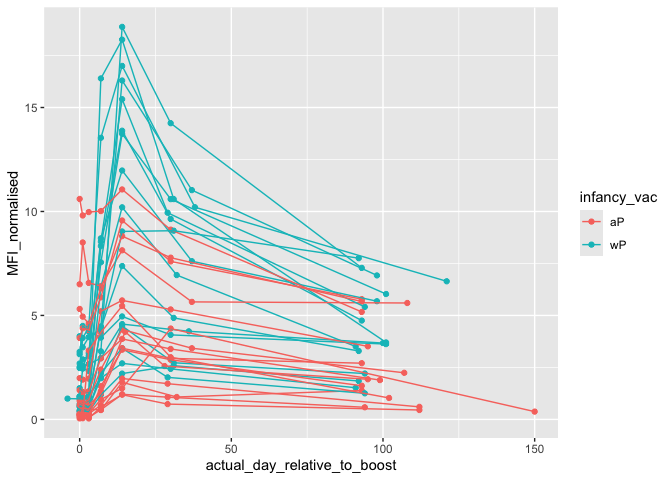 15
10
5
0
MFI_normalised
0 50 100 150
actual_day_relative_to_boost
infancy_vac
aP
wP